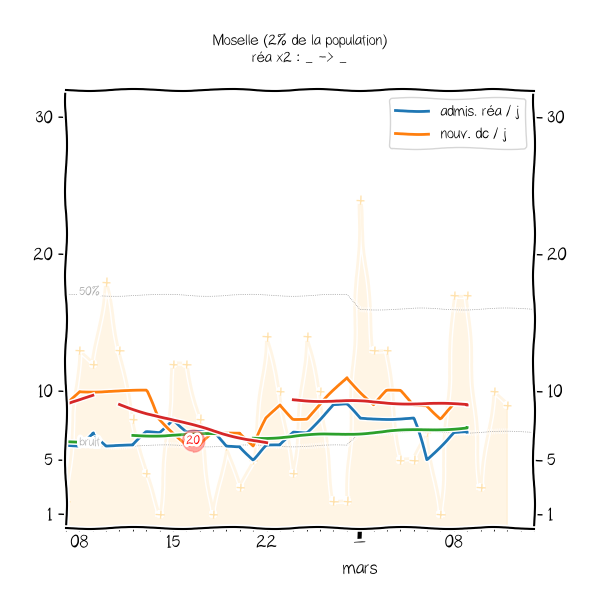 Moselle (2% de la population)
réa x2 : _ -> _
admis. réa / j
nouv. dc / j
30
30
20
20
50%
10
10
bruit
20
5
5
1
1
08
15
22
1
08
mars